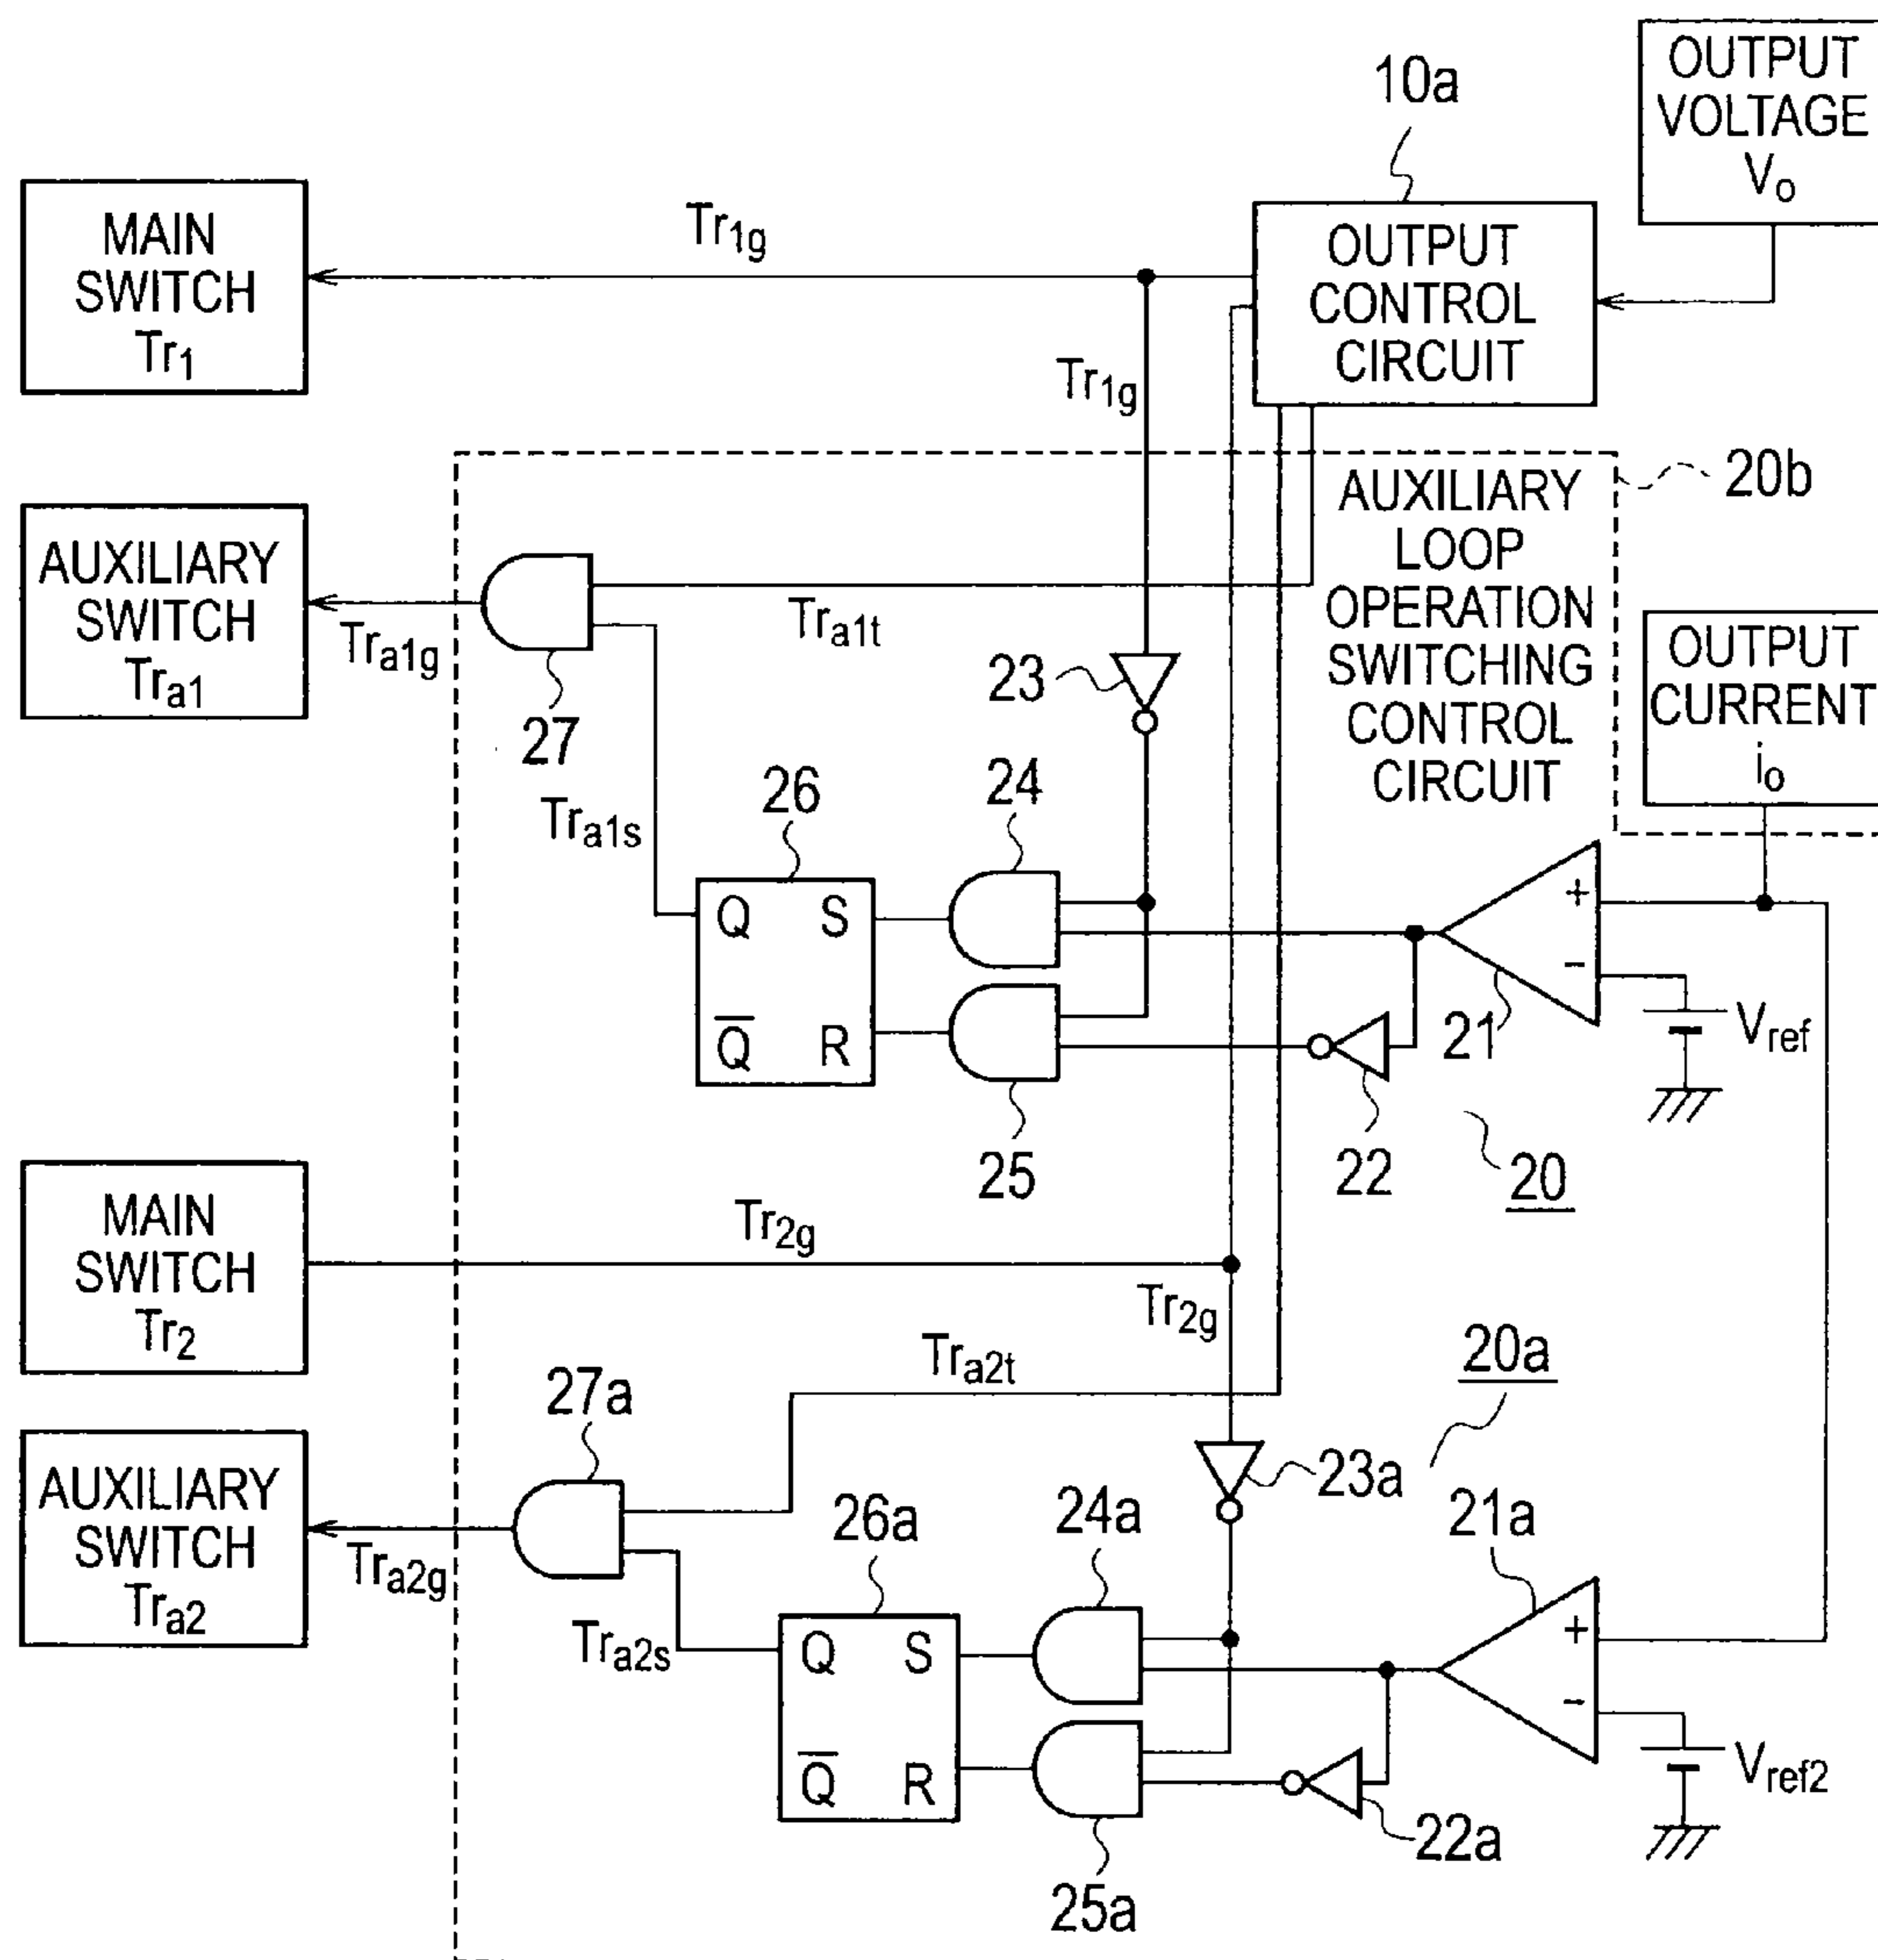 OUTPUT
VOLTAGE
Vo
10a
OUTPUT
CONTROL
CIRCUIT
MAIN
SWITCH
Tr1
Tr1g
Tr1g
20b
AUXILIARY
LOOP
OPERATION
SWITCHING
CONTROL
CIRCUIT
AUXILIARY
SWITCH
Tra1
Tra1g
27
Tra1t
23
OUTPUT
CURRENT
io
Tra1s
26
24
Q S
Q̅ R
+
-
21
Vref
25
22
20
MAIN
SWITCH
Tr2
Tr2g
Tr2g
Tra2t
20a
27a
AUXILIARY
SWITCH
Tra2
Tra2g
23a
24a
26a
21a
Tra2s
Q S
Q̅ R
+
-
Vref2
22a
25a